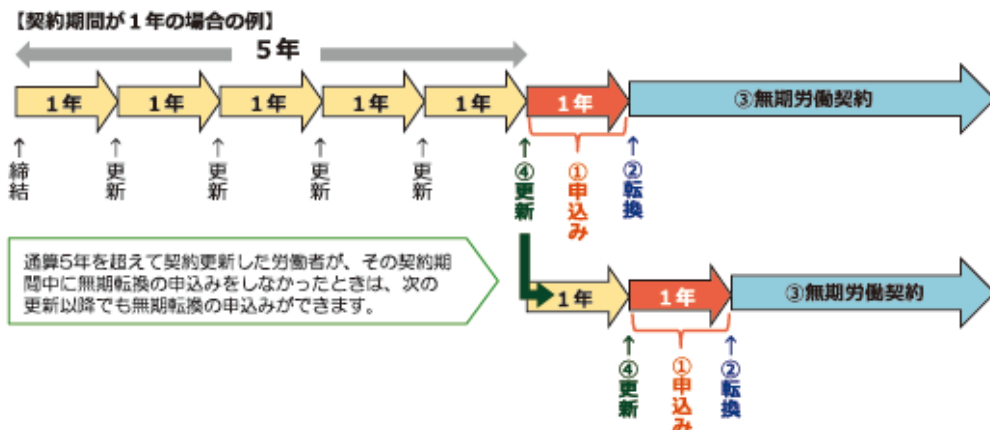 【契約期間が１年の場合の例】
５年
１年 １年 １年 １年 １年 １年 ③無期労働契約
↑締結
↑更新
↑更新
↑更新
↑更新
↑④更新
①申込み
↑②転換
通算5年を超えて契約更新した労働者が、その契約期
間中に無期転換の申込みをしなかったときは、次の
更新以降でも無期転換の申込みができます。
１年 １年 ③無期労働契約
↑④更新
①申込み
↑②転換